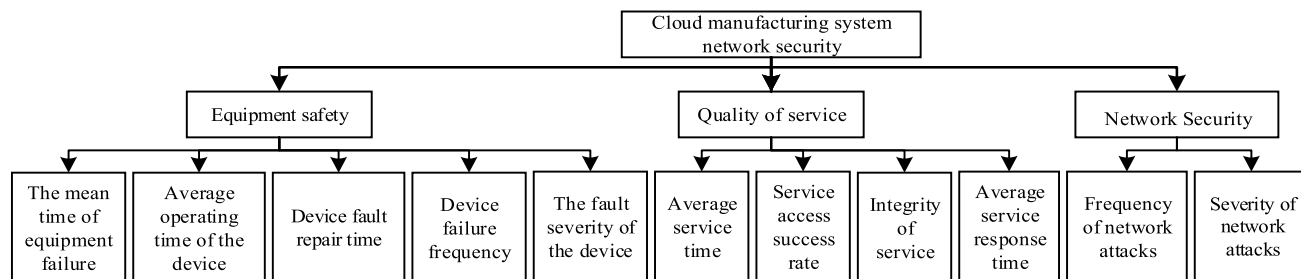 Cloud manufacturing system
network security
Equipment safety
Quality of service
Network Security
The mean
time of
equipment
failure
Average
operating
time of the
device
Device fault
repair time
Device
failure
frequency
The fault
severity of
the device
Average
service
time
Service
access
success
rate
Integrity
of
service
Average
service
response
time
Frequency
of network
attacks
Severity of
network
attacks